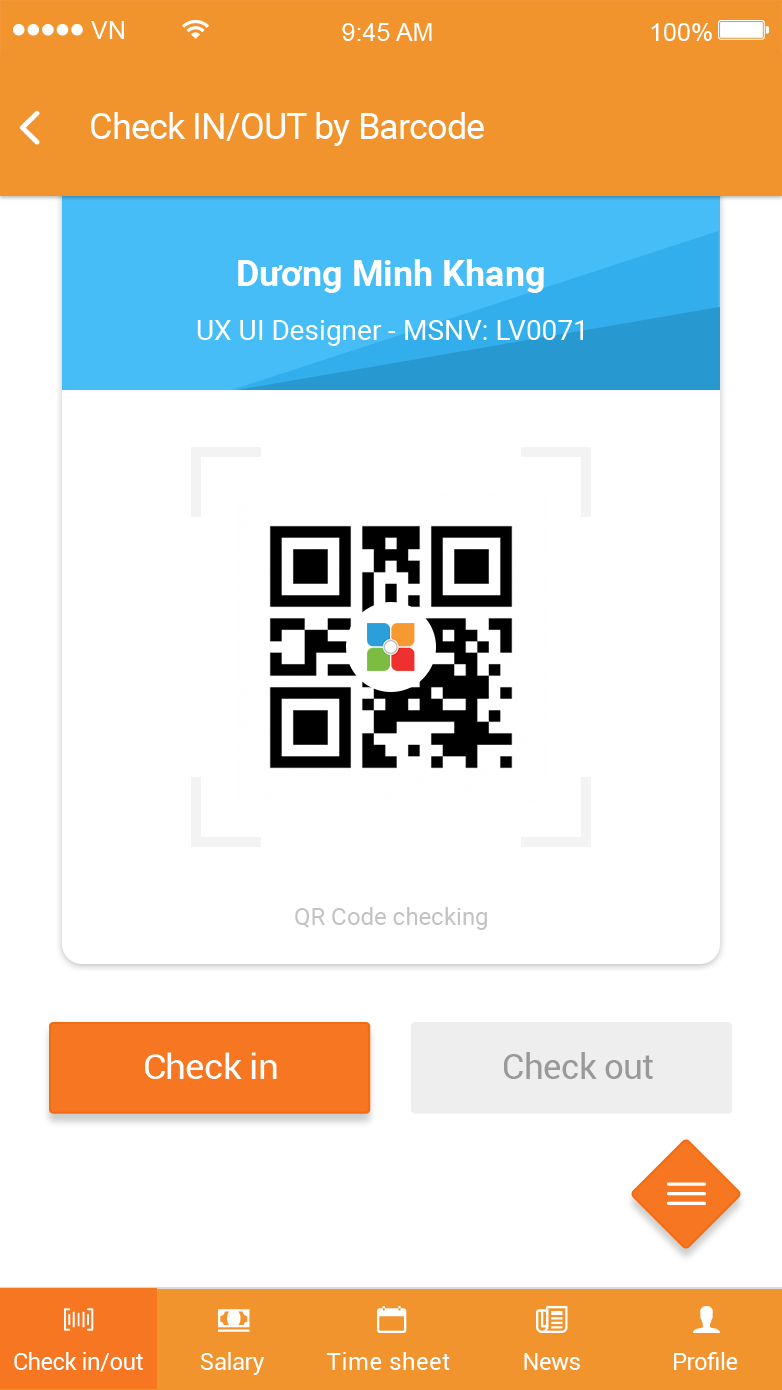 VN
9:45 AM
100%
Check IN/OUT by Barcode
Dương Minh Khang
UX UI Designer - MSNV: LV0071
QR Code checking
Check in
Check out
Check in/out
Salary
Time sheet
News
Profile